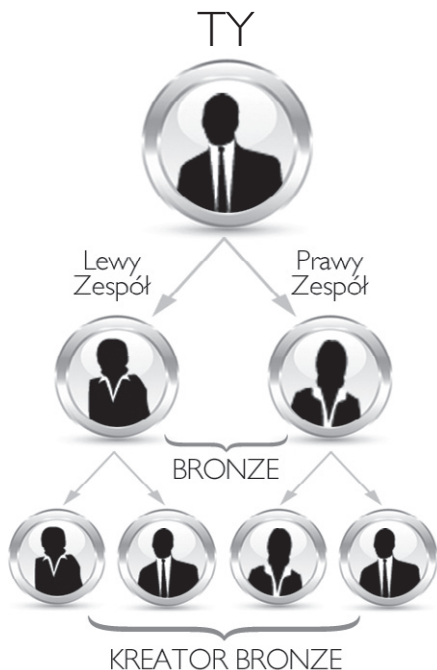 TY
Lewy
Zespół
Prawy
Zespół
BRONZE
KREATOR BRONZE